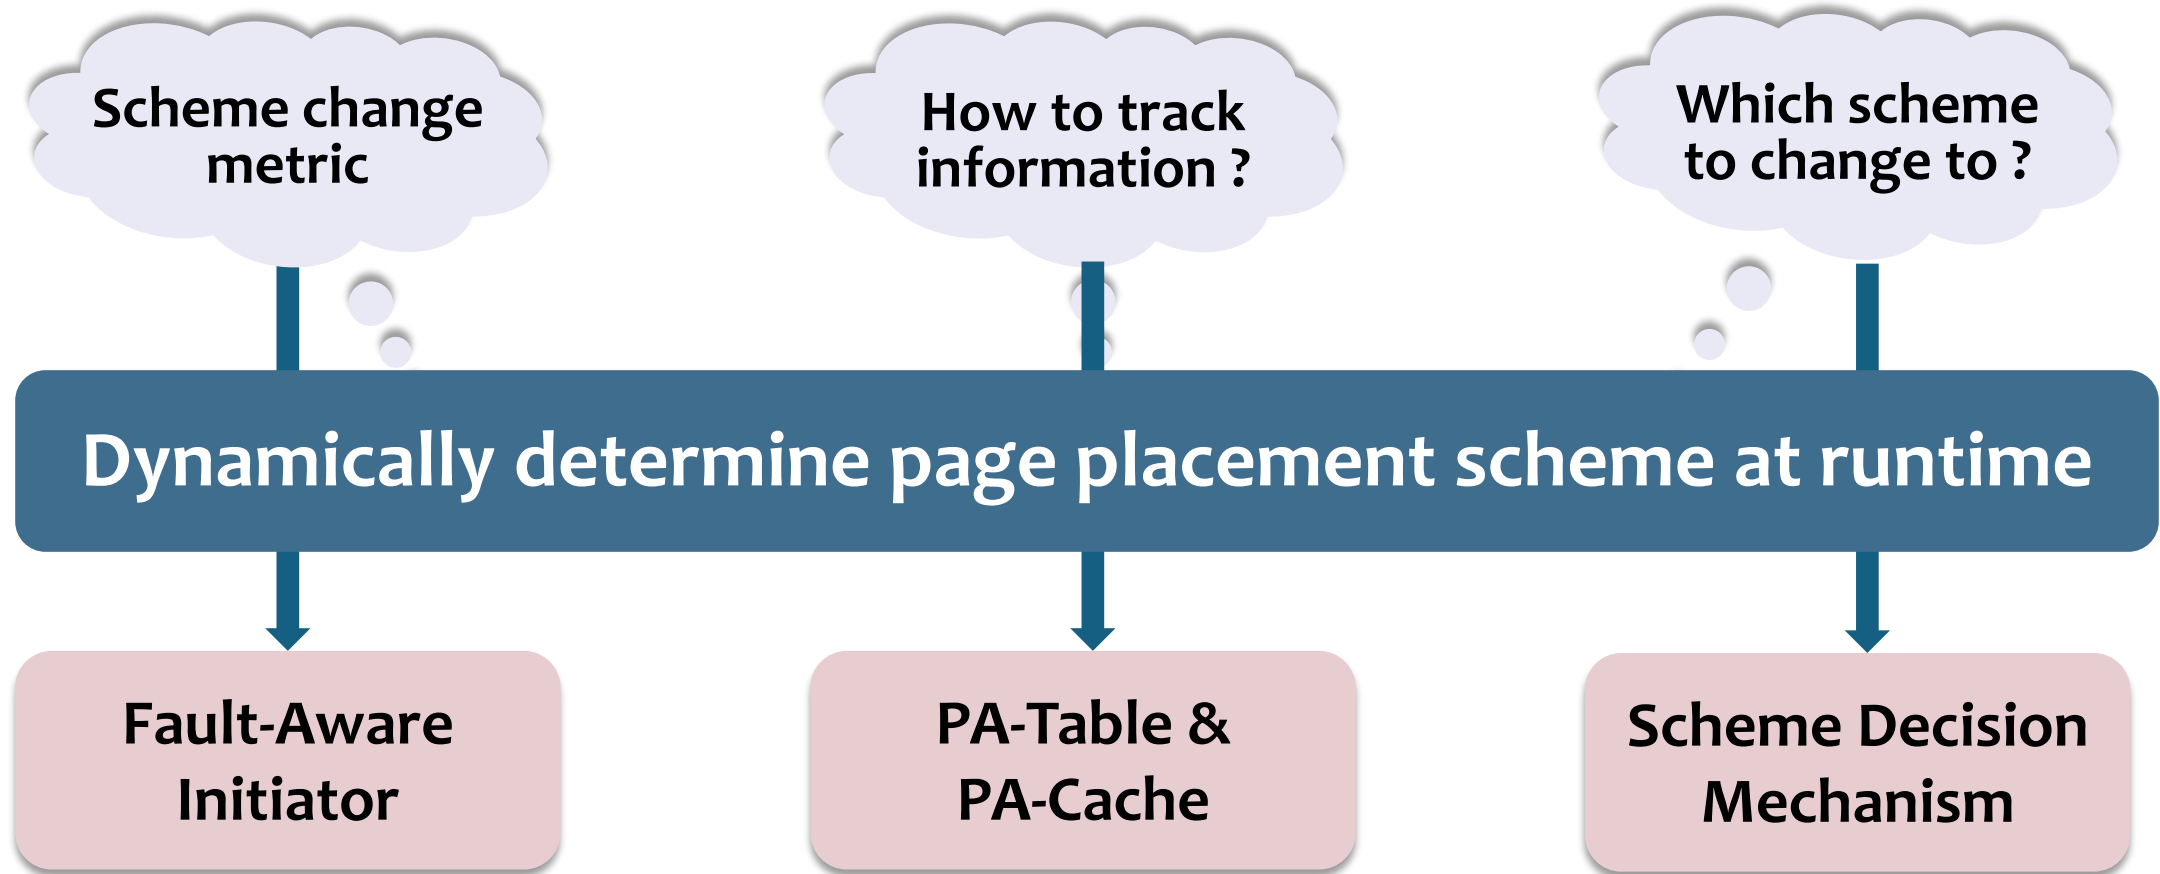 Scheme change
metric
How to track
information ?
Which scheme
to change to ?
Dynamically determine page placement scheme at runtime
Fault-Aware
Initiator
PA-Table &
PA-Cache
Scheme Decision
Mechanism